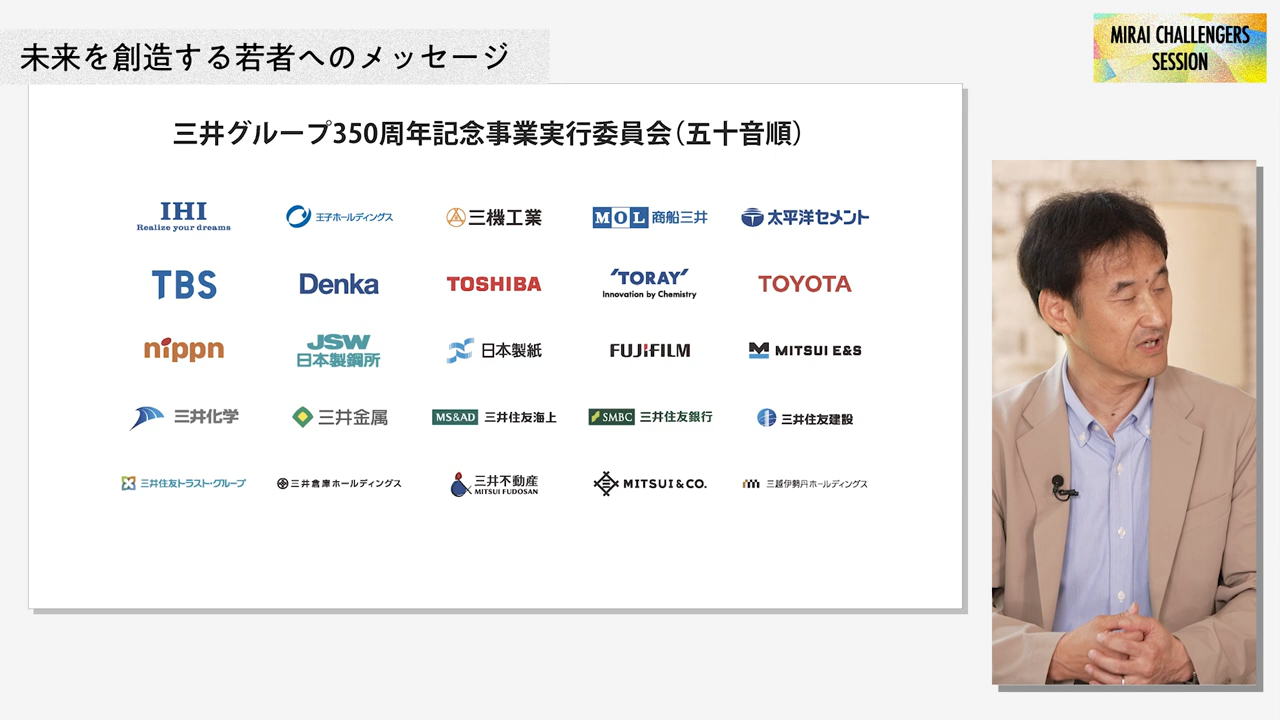 未来を創造する若者へのメッセージ
MIRAI CHALLENGERS
SESSION
三井グループ350周年記念事業実行委員会（五十音順）
IHI
Realize your dreams
王子ホールディングス
三機工業
MOL 商船三井
太平洋セメント
TBS
Denka
TOSHIBA
'TORAY'
Innovation by Chemistry
TOYOTA
nippn
JSW
日本製鋼所
日本製紙
FUJIFILM
MITSUI E&S
三井化学
三井金属
MS&AD 三井住友海上
SMBC 三井住友銀行
三井住友建設
三井住友トラスト・グループ
三井倉庫ホールディングス
三井不動産
MITSUI FUDOSAN
MITSUI & CO.
三越伊勢丹ホールディングス